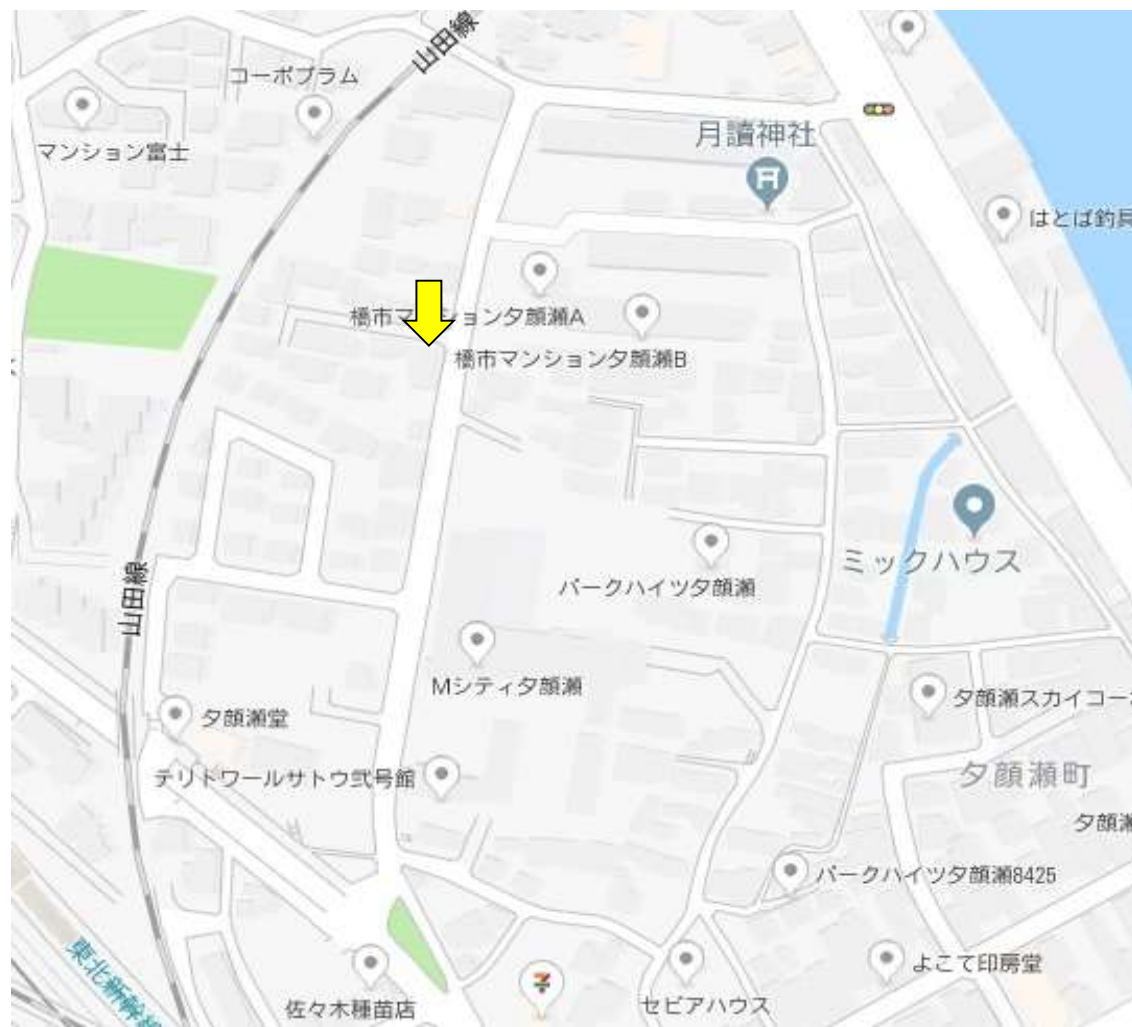 山田線
コーポプラム
マンション富士
月讀神社
はとば釣具
橋市マンション夕顔瀬A
橋市マンション夕顔瀬B
ミックハウス
パークハイツ夕顔瀬
山田線
Mシティ夕顔瀬
夕顔瀬スカイコー
夕顔瀬堂
テリトワールサトウ弐号館
夕顔瀬町
夕顔瀬
パークハイツ夕顔瀬8425
東北新幹線
よこて印房堂
佐々木種苗店
セビアハウス